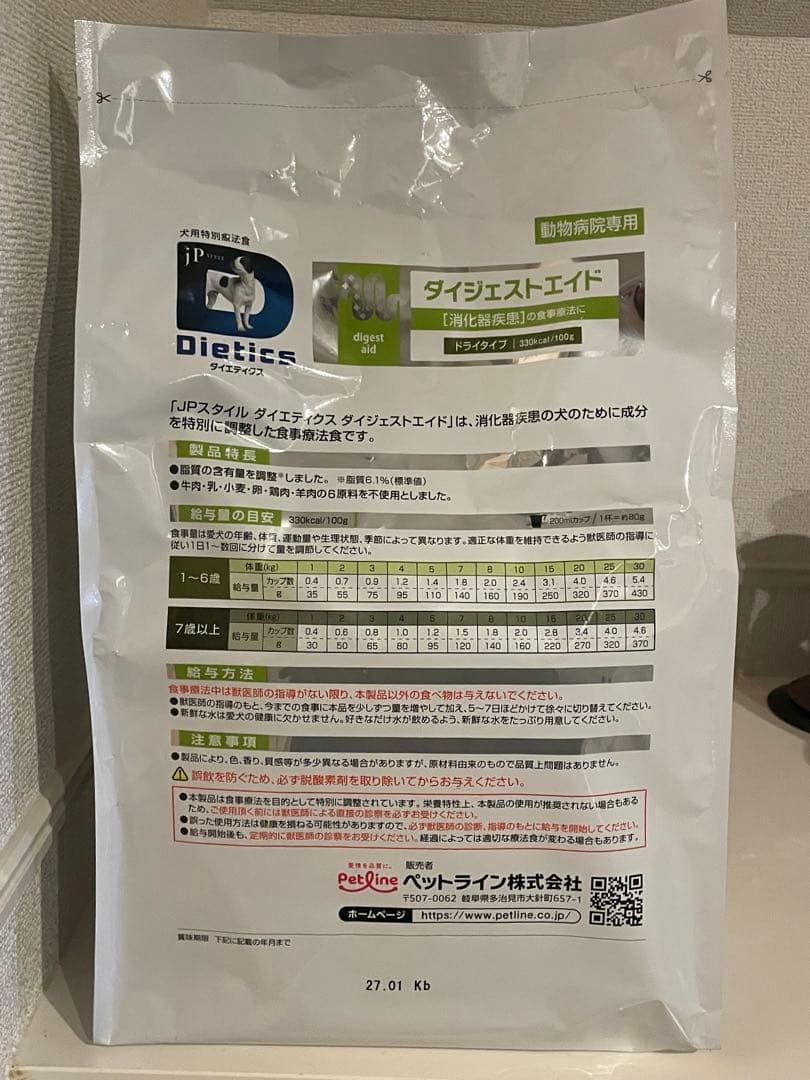 動物病院専用
犬用特別療法食
JP STYLE
Dietics
ダイエティクス
digest
aid
ダイジェストエイド
[消化器疾患]の食事療法に
ドライタイプ 330kcal/100g
「JPスタイル ダイエティクス ダイジェストエイド」は、消化器疾患の犬のために成分
を特別に調整した食事療法食です。
製品特長
●脂質の含有量を調整※しました。 ※脂質6.1%(標準値)
●牛肉・乳・小麦・卵・鶏肉・羊肉の6原料を不使用としました。
給与量の目安 330kcal/100g 200mlカップ/1杯=約80g
食事量は愛犬の年齢、体質、運動量や生理状態、季節によって異なります。適正な体重を維持できるよう獣医師の指導に
従い1日1〜数回に分けて量を調節してください。
1〜6歳 体重(kg) 1 2 3 4 5 7 8 10 15 20 25 30
給与量 カップ数 0.4 0.7 0.9 1.2 1.4 1.8 2.0 2.4 3.1 4.0 4.6 5.4
g 35 55 75 95 110 140 160 190 250 320 370 430
7歳以上 体重(kg) 1 2 3 4 5 7 8 10 15 20 25 30
給与量 カップ数 0.4 0.6 0.8 1.0 1.2 1.5 1.8 2.0 2.8 3.4 4.0 4.6
g 30 50 65 80 95 120 140 160 220 270 320 370
給与方法
食事療法中は獣医師の指導がない限り、本製品以外の食べ物は与えないでください。
●獣医師の指導のもと、今までの食事に本品を少しずつ量を増やして加え、5〜7日ほどかけて徐々に切り替えてください。
●新鮮な水は愛犬の健康に欠かせません。好きなだけ水が飲めるよう、新鮮な水をたっぷり用意してください。
注意事項
●製品により、色、香り、質感等が多少異なる場合がありますが、原材料由来のもので品質上問題はありません。
⚠誤飲を防ぐため、必ず脱酸素剤を取り除いてからお与えください。
●本製品は食事療法を目的として特別に調整されています。栄養特性上、本製品の使用が推奨されない場合もある
ため、ご使用頂く前には獣医師による直接の診察を必ずお受けください。
●誤った使用方法は健康を損ねる可能性がありますので、必ず獣医師の診断、指導のもとに給与を開始してください。
●給与開始後も、定期的に獣医師の診察をお受けください。経過によっては適切な療法食が変わる場合もあります。
愛情を品質に。
Petline
販売者
ペットライン株式会社
〒507-0062 岐阜県多治見市大針町657-1
ホームページ https://www.petline.co.jp/
賞味期限 下記に記載の年月まで
27.01 Kb